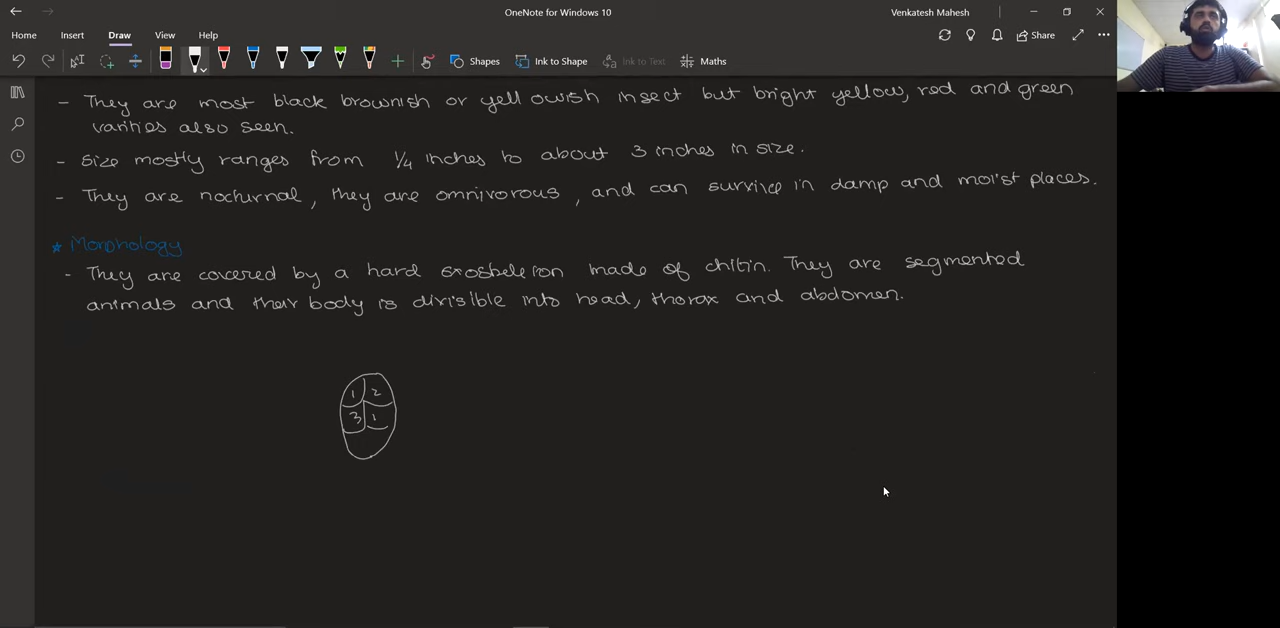 OneNote for Windows 10
Venkatesh Mahesh
Home Insert Draw View Help
Share
Shapes Ink to Shape Ink to Text Maths
- They are most black brownish or yellowish insect but bright yellow, red and green
varities also seen.
- Size mostly ranges from 1/4 inches to about 3 inches in size.
- They are nocturnal, they are omnivorous, and can survive in damp and moist places.
* Morphology
- They are covered by a hard exoskeleton made of chitin. They are segmented
animals and their body is divisible into head, thorax and abdomen.
1 2
3 1